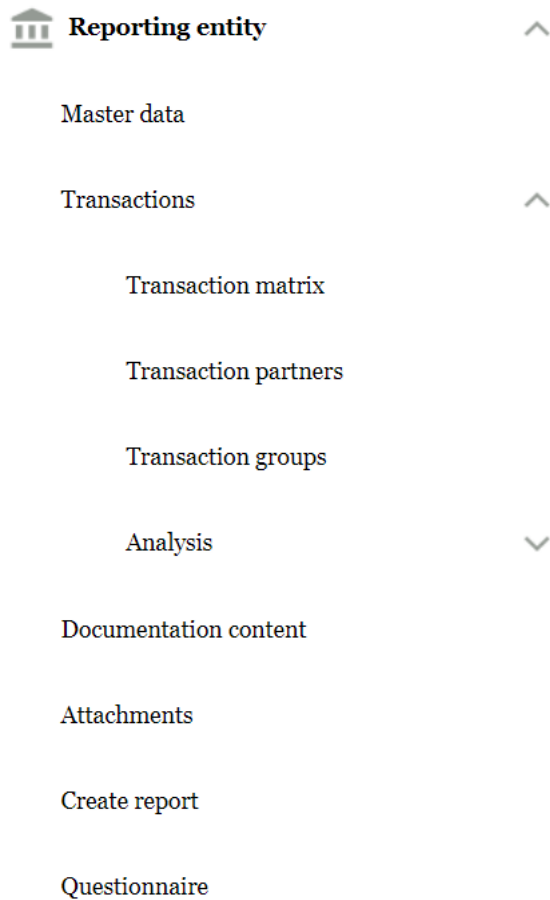 Reporting entity
Master data
Transactions
Transaction matrix
Transaction partners
Transaction groups
Analysis
Documentation content
Attachments
Create report
Questionnaire